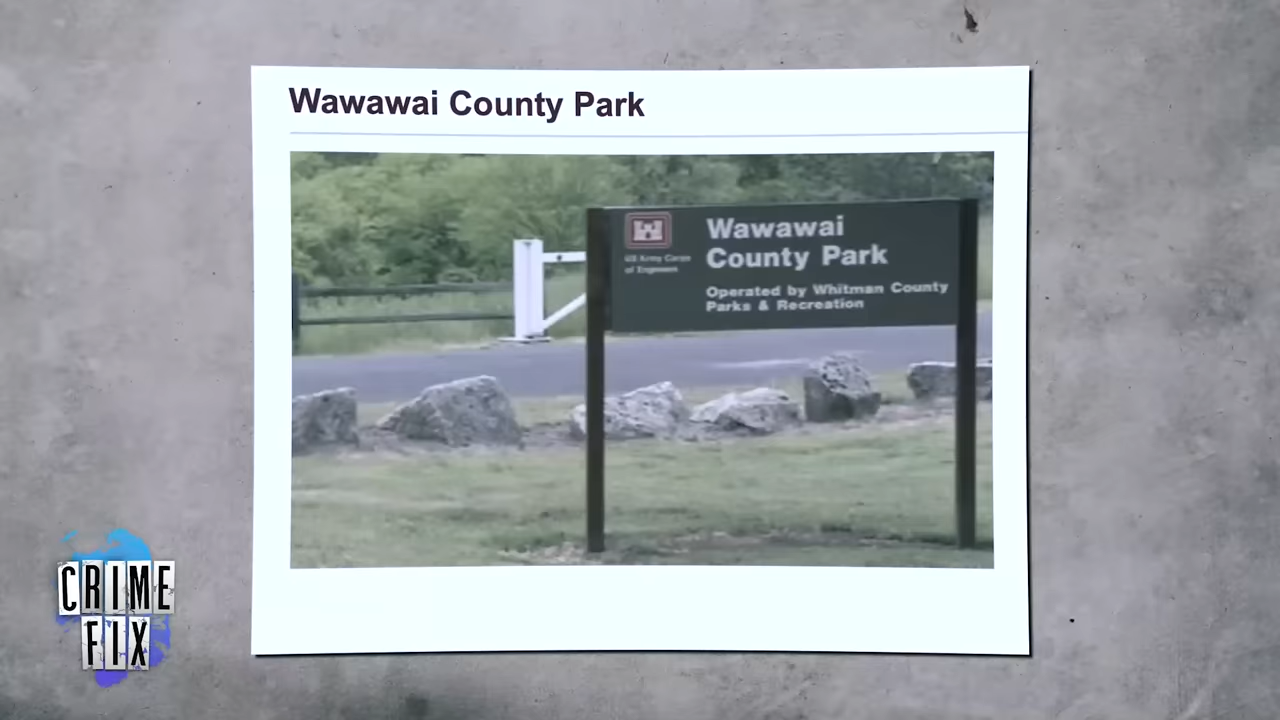 Wawawai County Park
US Army Corps
of Engineers
Wawawai
County Park
Operated by Whitman County
Parks & Recreation
CRIME
FIX